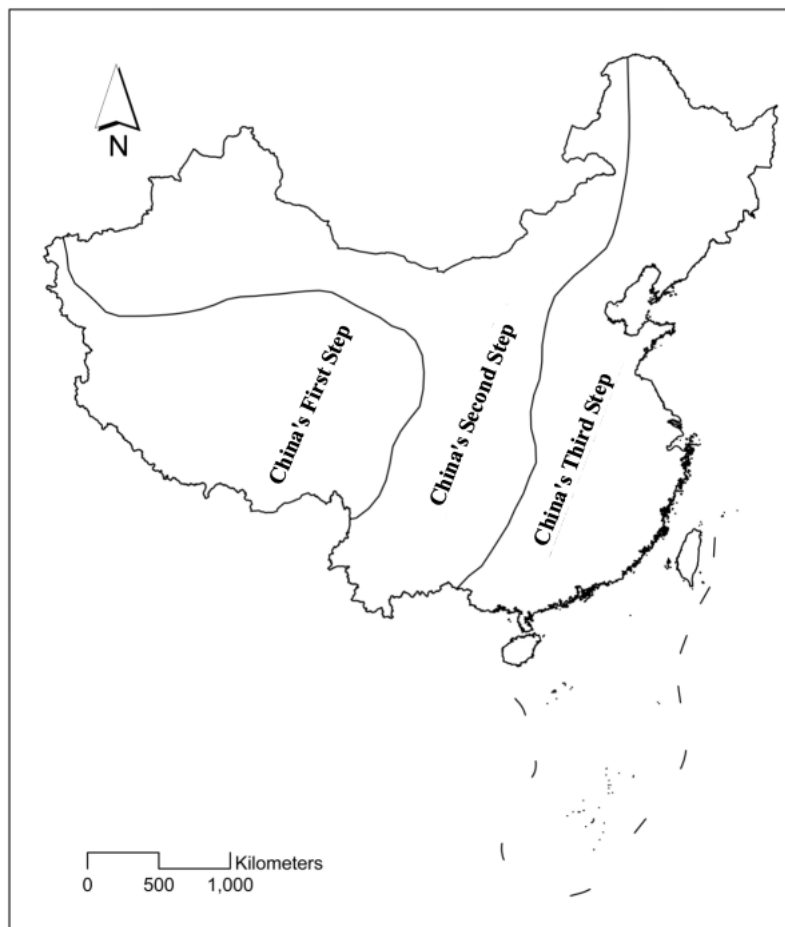 N
China's First Step
China's Second Step
China's Third Step
Kilometers
0 500 1,000